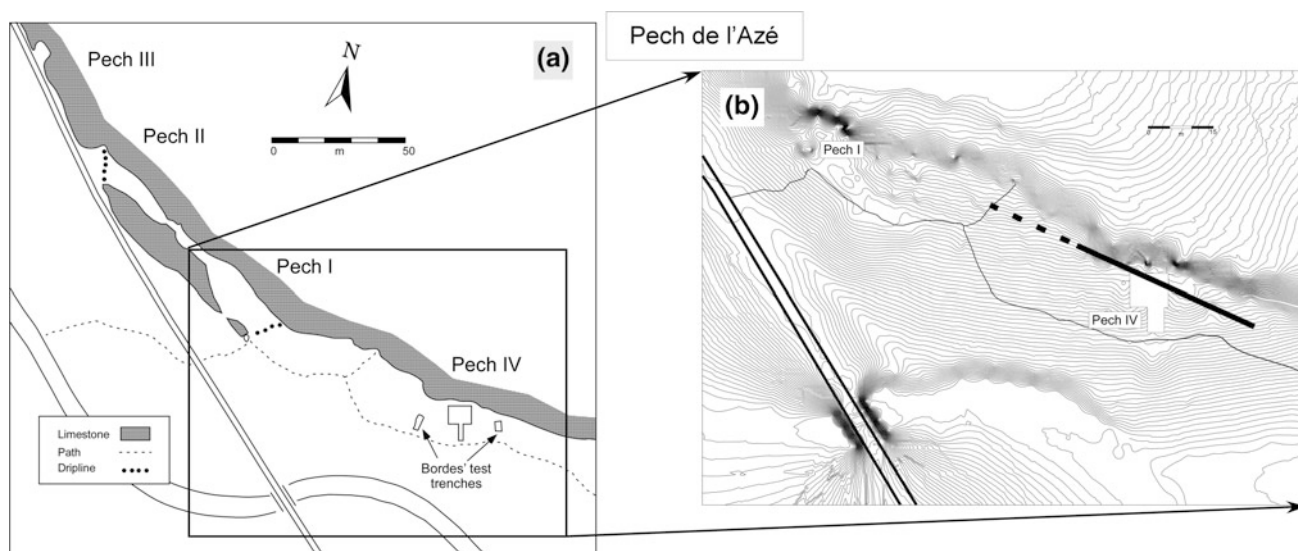 Pech de l'Azé
Pech III
N
(a)
Pech II
0 m 50
Pech I
Pech IV
Limestone
Path
Dripline
Bordes' test
trenches
(b)
Pech I
Pech IV